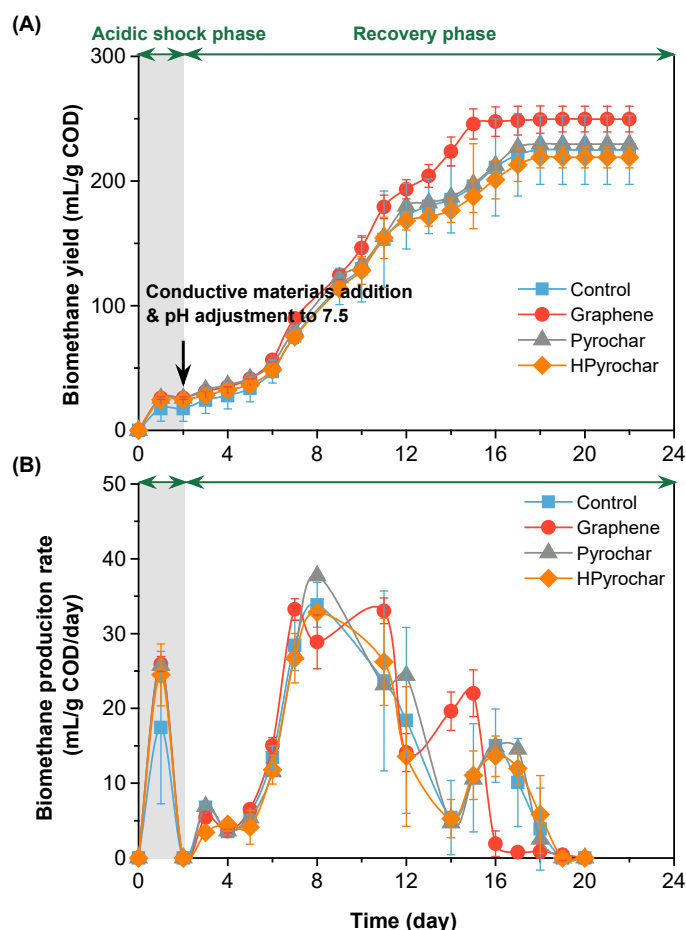 (A)
Acidic shock phase
Recovery phase
Biomethane yield (mL/g COD)
300
200
100
0
Conductive materials addition
& pH adjustment to 7.5
Control
Graphene
Pyrochar
HPyrochar
0 4 8 12 16 20 24
(B)
Biomethane produciton rate
(mL/g COD/day)
50
40
30
20
10
0
Control
Graphene
Pyrochar
HPyrochar
0 4 8 12 16 20 24
Time (day)